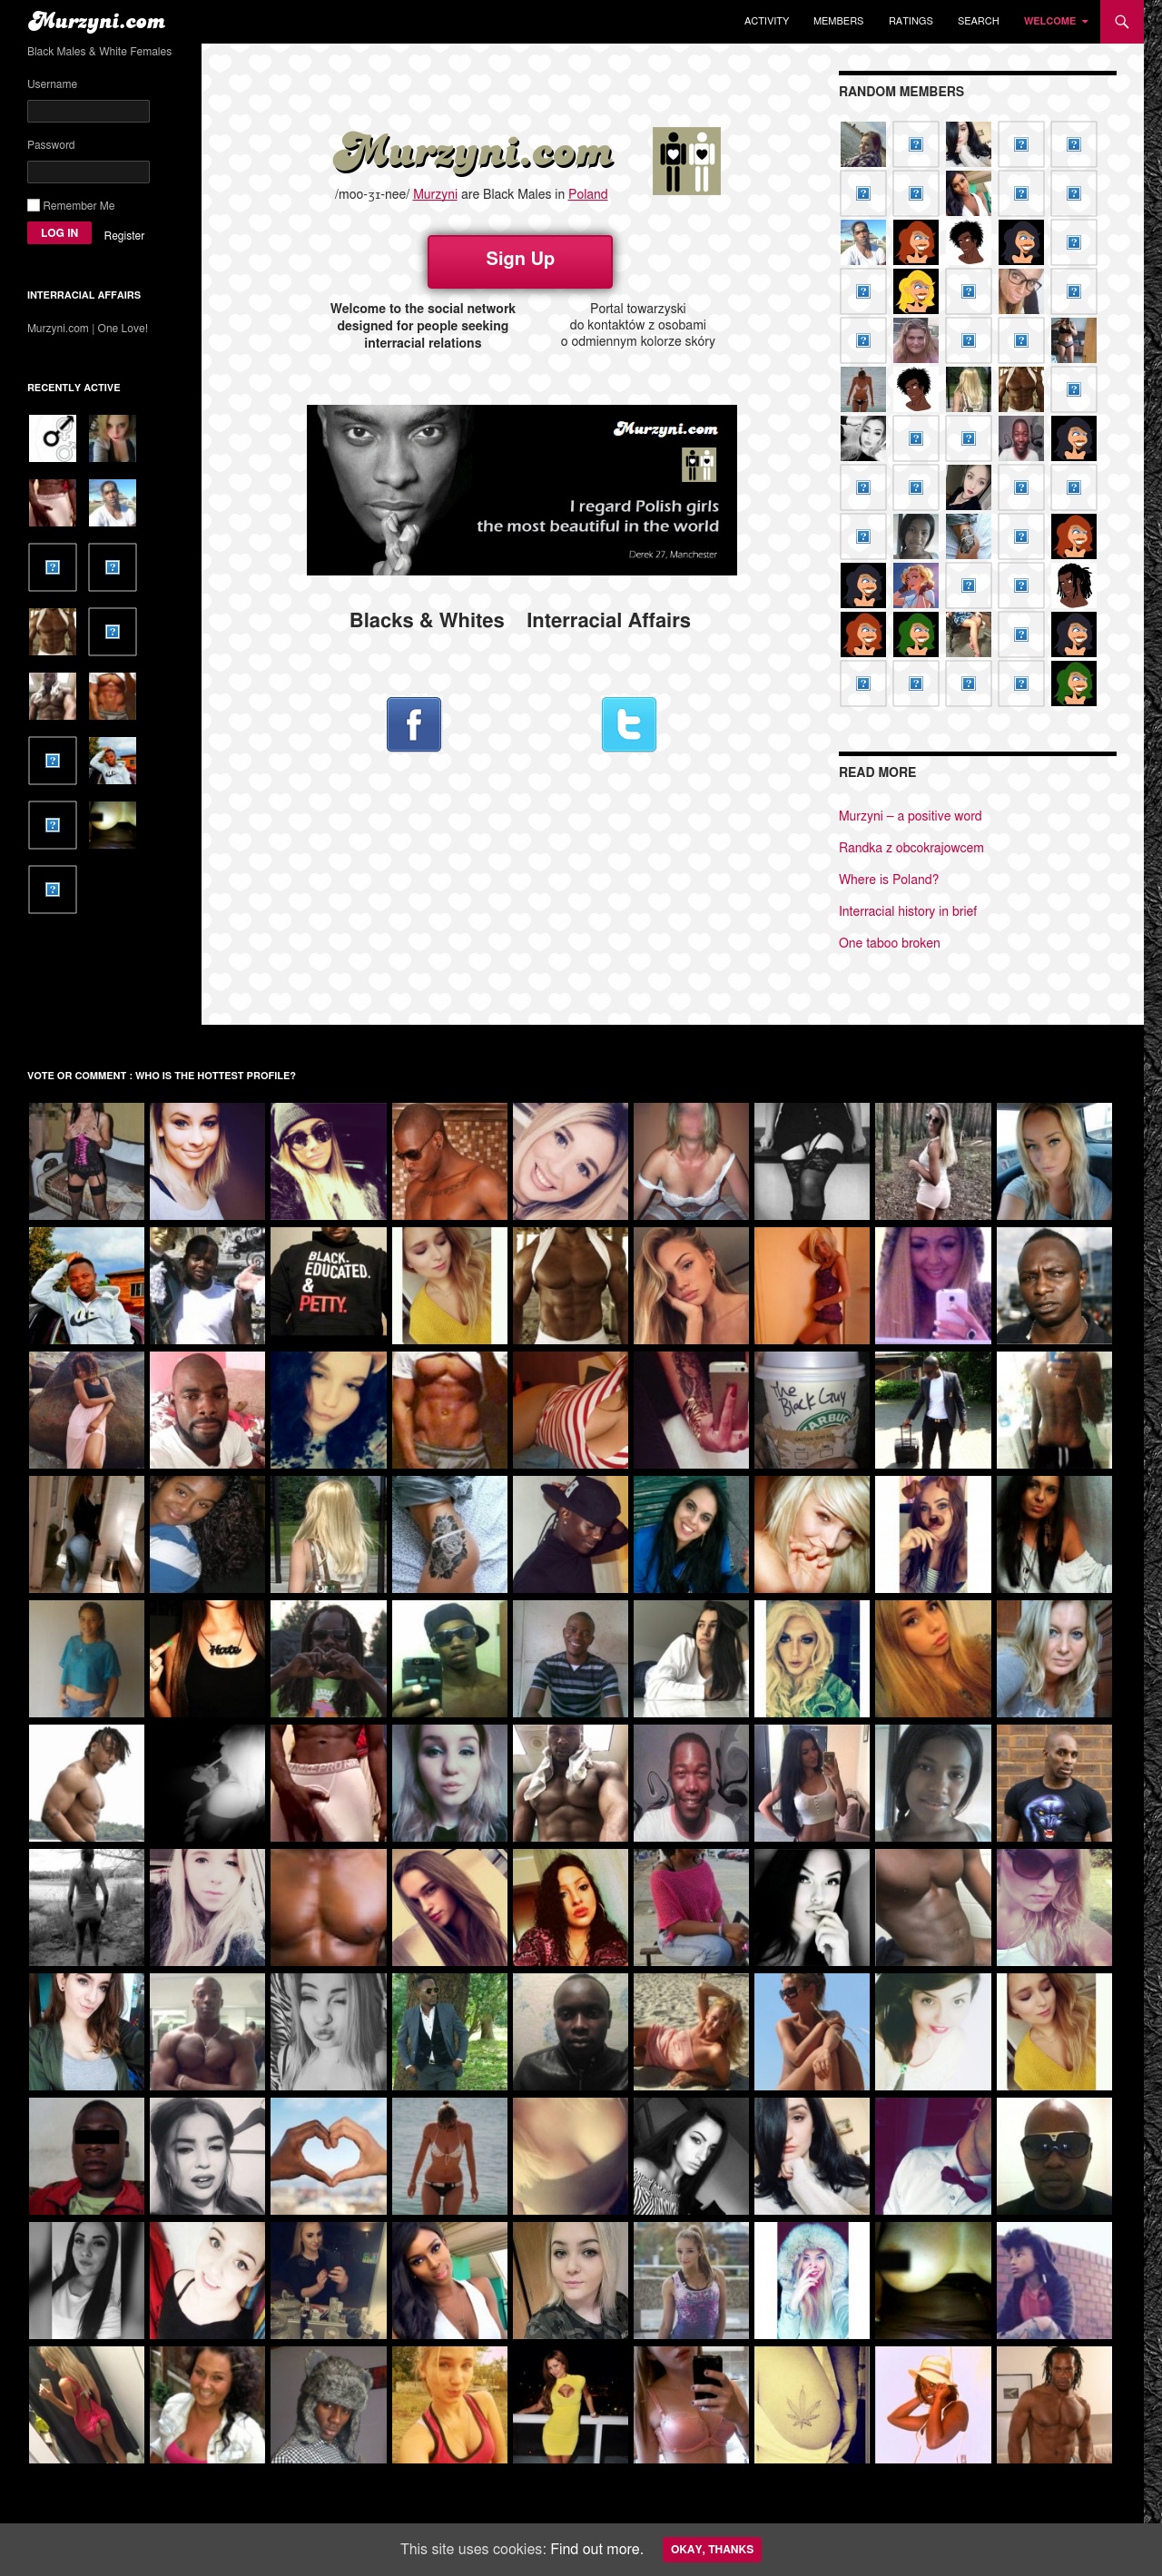 Murzyni.com
ACTIVITY
MEMBERS
RATINGS
SEARCH
WELCOME
Black Males & White Females
Username
Password
Remember Me
LOG IN
Register
INTERRACIAL AFFAIRS
Murzyni.com | One Love!
RECENTLY ACTIVE
Murzyni.com
/moo-ʒɪ-nee/ Murzyni are Black Males in Poland
Sign Up
Welcome to the social network
designed for people seeking
interracial relations
Portal towarzyski
do kontaktów z osobami
o odmiennym kolorze skóry
Murzyni.com
I regard Polish girls
the most beautiful in the world
Derek 27, Manchester
Blacks & Whites
Interracial Affairs
RANDOM MEMBERS
READ MORE
Murzyni – a positive word
Randka z obcokrajowcem
Where is Poland?
Interracial history in brief
One taboo broken
VOTE OR COMMENT : WHO IS THE HOTTEST PROFILE?
BLACK.
EDUCATED.
&
PETTY.
The
Black Guy
Hate
This site uses cookies: Find out more.
OKAY, THANKS